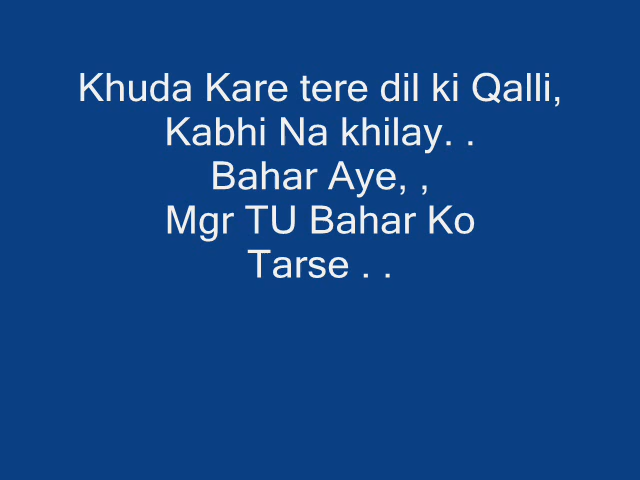 Khuda Kare tere dil ki Qalli,
Kabhi Na khilay. .
Bahar Aye, ,
Mgr TU Bahar Ko
Tarse . .